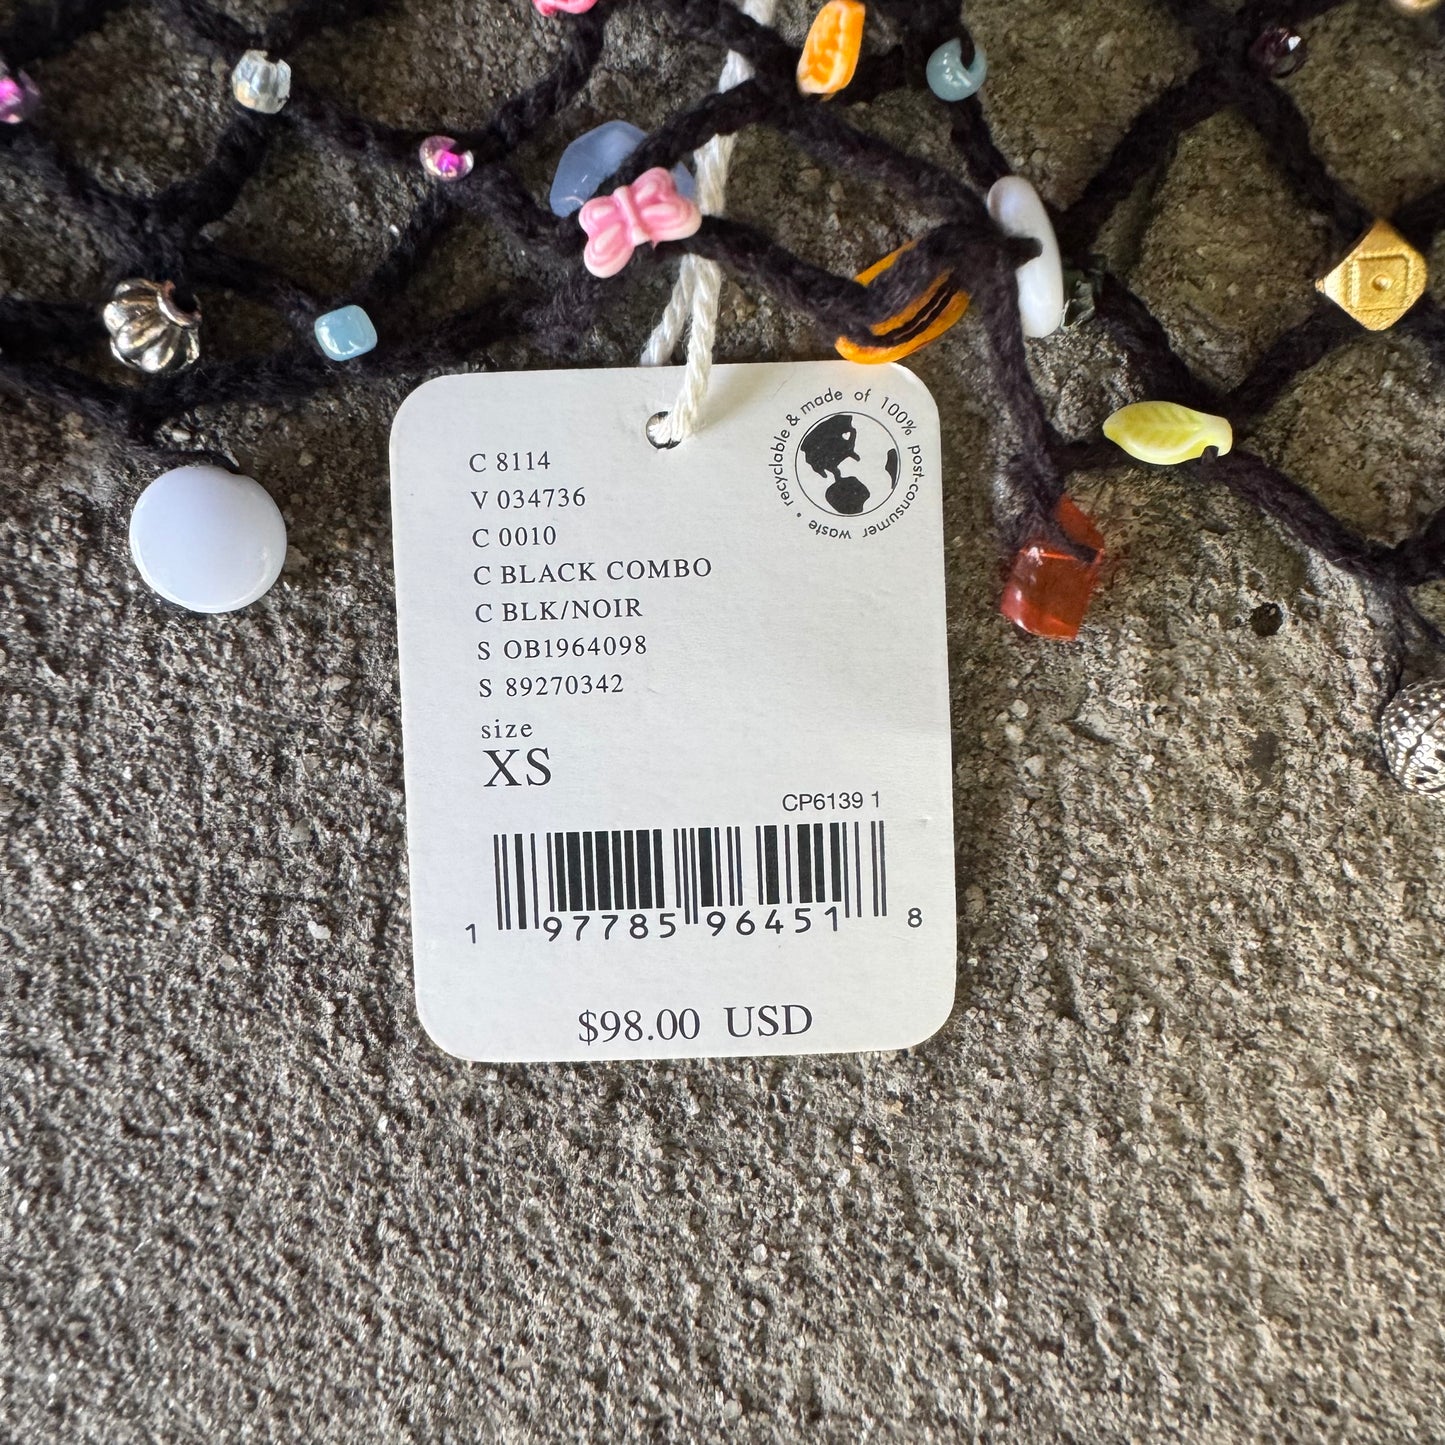 recyclable & made of 100% post-consumer waste •
C 8114
V 034736
C 0010
C BLACK COMBO
C BLK/NOIR
S OB1964098
S 89270342
size
XS
CP6139 1
1 97785 96451 8
$98.00 USD